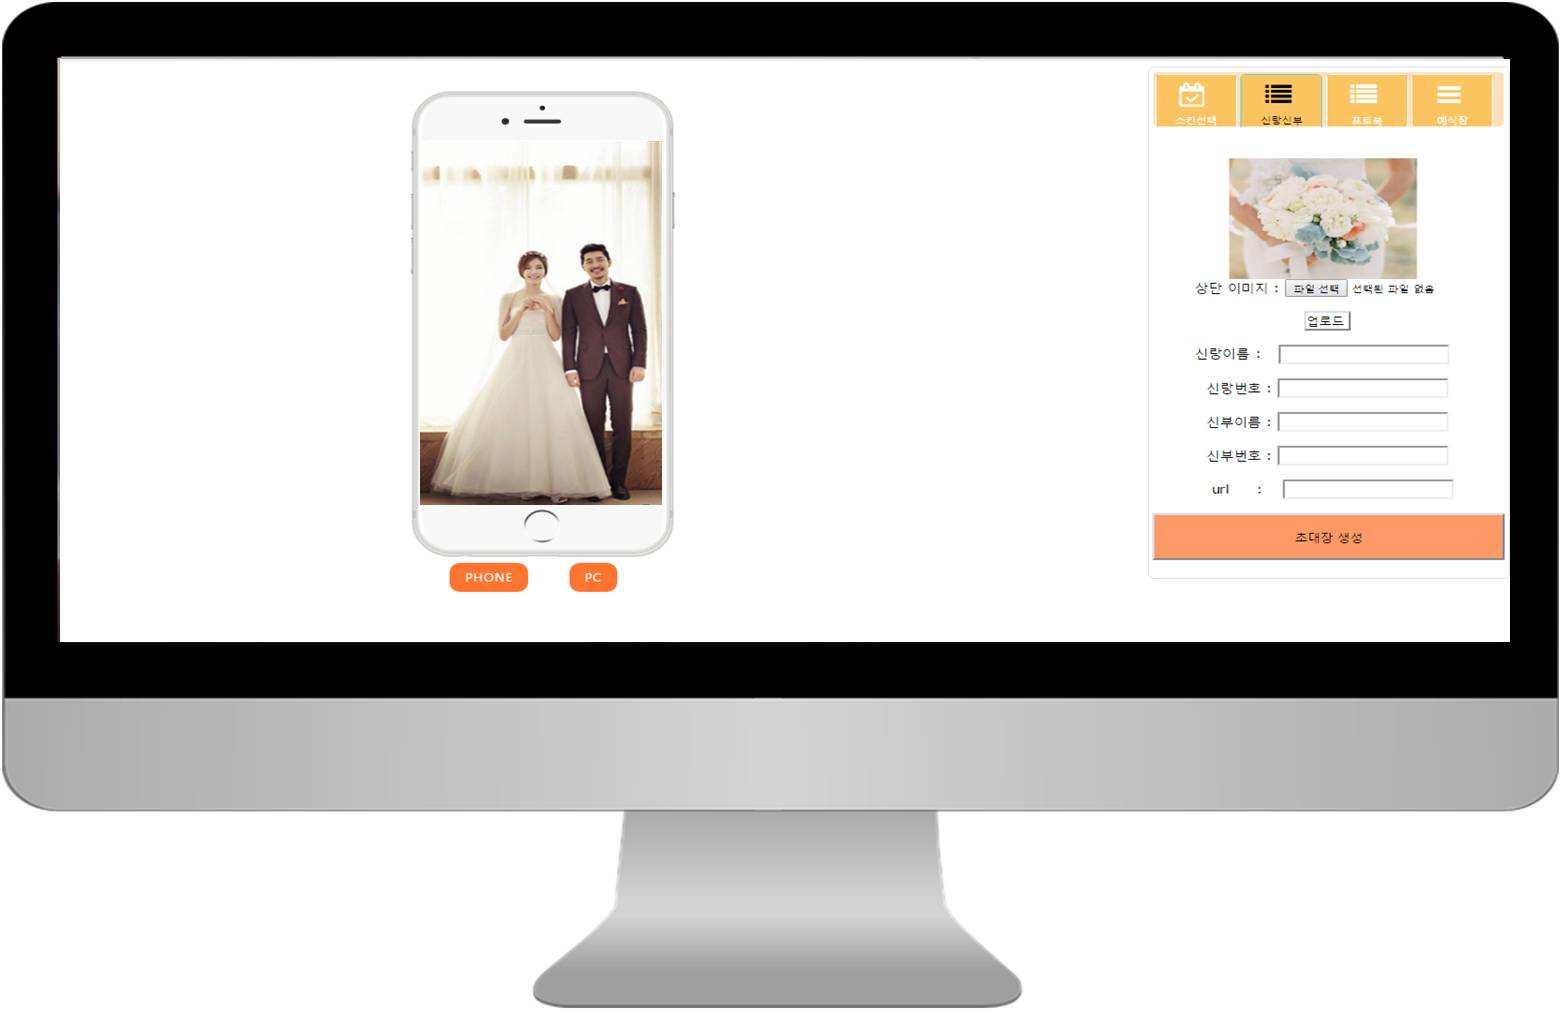 스킨선택 신랑신부 포토북 예식장
상단 이미지 : 파일 선택 선택된 파일 없음
업로드
신랑이름 :
신랑번호 :
신부이름 :
신부번호 :
url :
초대장 생성
PHONE PC